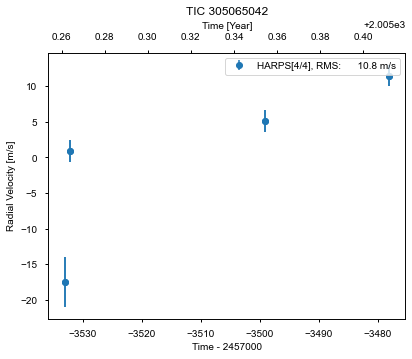 TIC 305065042
Time [Year]
+2.005e3
0.26 0.28 0.30 0.32 0.34 0.36 0.38 0.40
HARPS[4/4], RMS: 10.8 m/s
Radial Velocity [m/s]
10
5
0
−5
−10
−15
−20
−3530 −3520 −3510 −3500 −3490 −3480
Time - 2457000